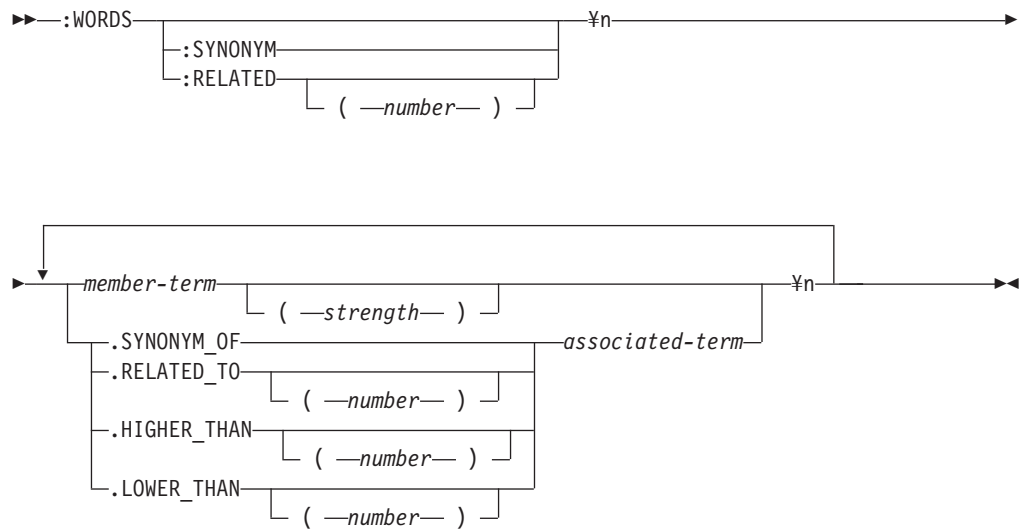 :WORDS ¥n
:SYNONYM
:RELATED
( number )
member-term ¥n
( strength )
.SYNONYM_OF associated-term
.RELATED_TO
( number )
.HIGHER_THAN
( number )
.LOWER_THAN
( number )